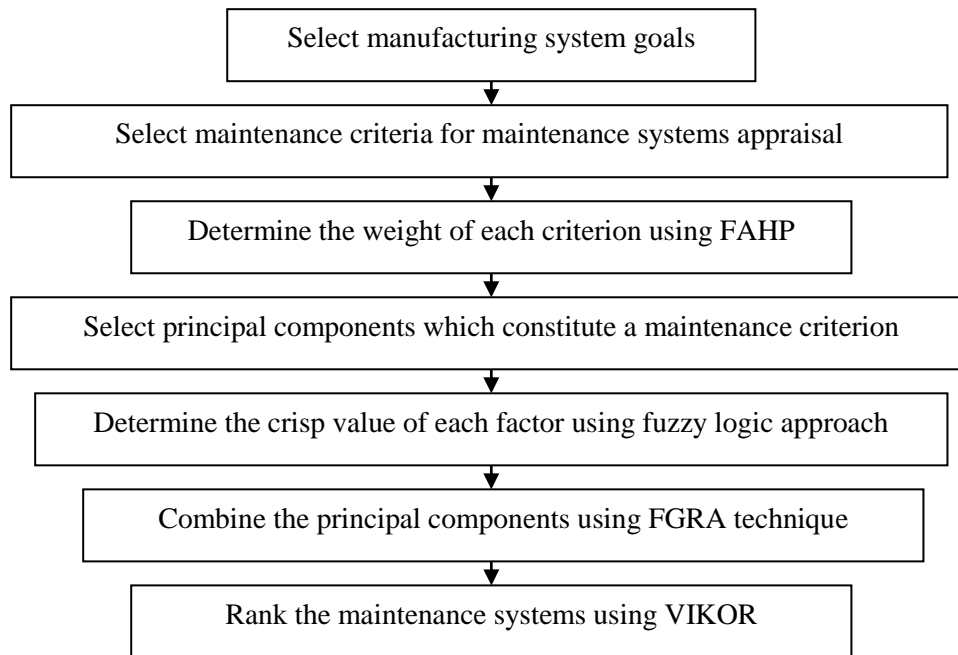 Select manufacturing system goals
Select maintenance criteria for maintenance systems appraisal
Determine the weight of each criterion using FAHP
Select principal components which constitute a maintenance criterion
Determine the crisp value of each factor using fuzzy logic approach
Combine the principal components using FGRA technique
Rank the maintenance systems using VIKOR